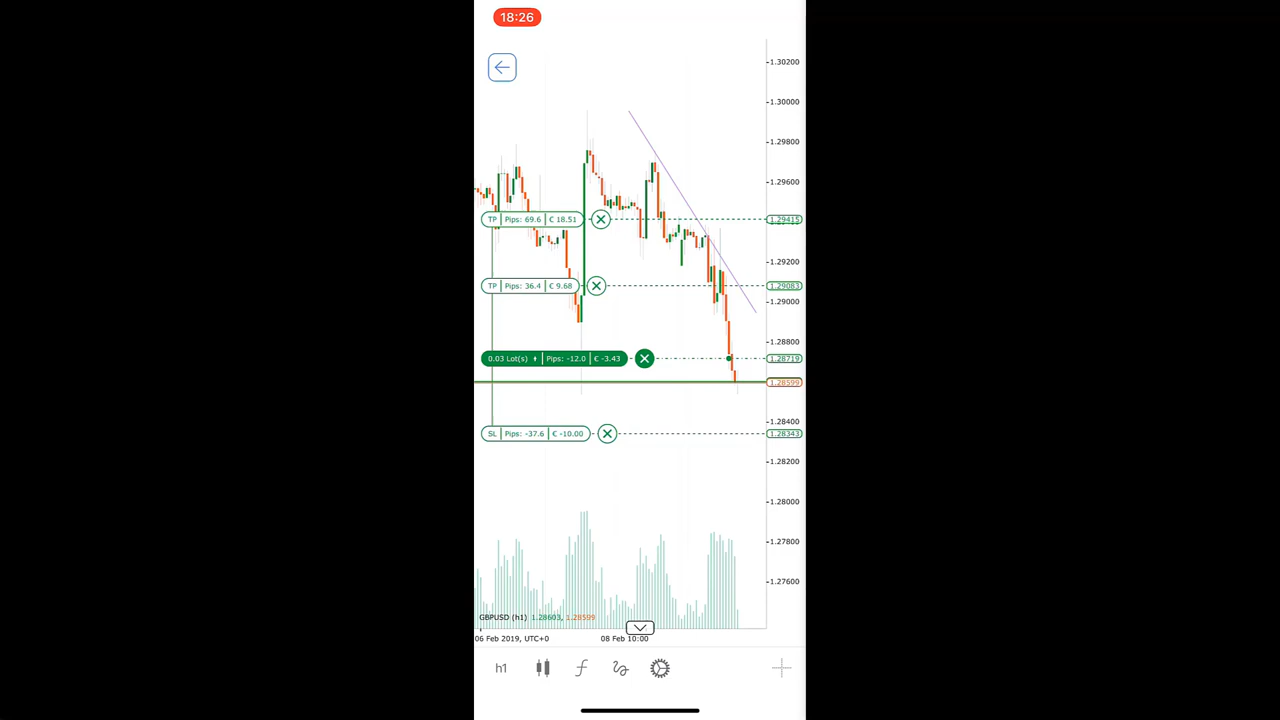 18:26
1.30200
1.30000
1.29800
1.29600
TP | Pips: 69.6 | € 18.51
1.29415
1.29200
TP | Pips: 36.4 | € 9.68
1.29083
1.29000
1.28800
0.03 Lot(s) | Pips: -12.0 | € -3.43
1.28719
1.28599
1.28400
SL | Pips: -37.6 | € -10.00
1.28343
1.28200
1.28000
1.27800
1.27600
GBPUSD (h1) 1.28603, 1.28599
06 Feb 2019, UTC+0
08 Feb 10:00
h1